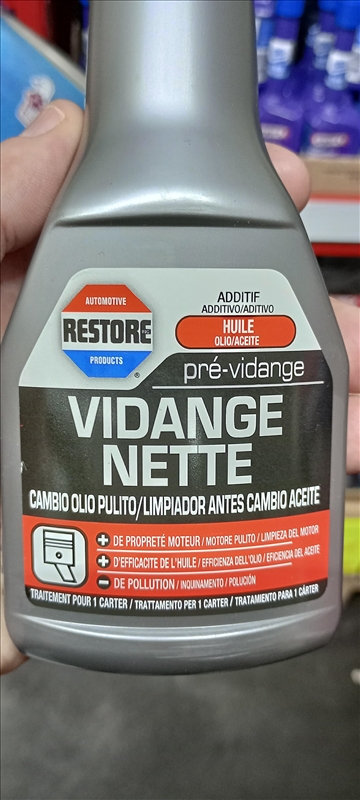 AUTOMOTIVE
RESTORE
PRODUCTS
®
ADDITIF
ADDITIVO/ADITIVO
HUILE
OLIO/ACEITE
pré-vidange
VIDANGE
NETTE
CAMBIO OLIO PULITO/LIMPIADOR ANTES CAMBIO ACEITE
+ DE PROPRETÉ MOTEUR / MOTORE PULITO / LIMPIEZA DEL MOTOR
+ D'EFFICACITE DE L'HUILE / EFFICIENZA DELL'OLIO / EFICIENCIA DEL ACEITE
- DE POLLUTION / INQUINAMENTO / POLUCIÓN
TRAITEMENT POUR 1 CARTER / TRATTAMENTO PER 1 CARTER / TRATAMIENTO PARA 1 CÁRTER